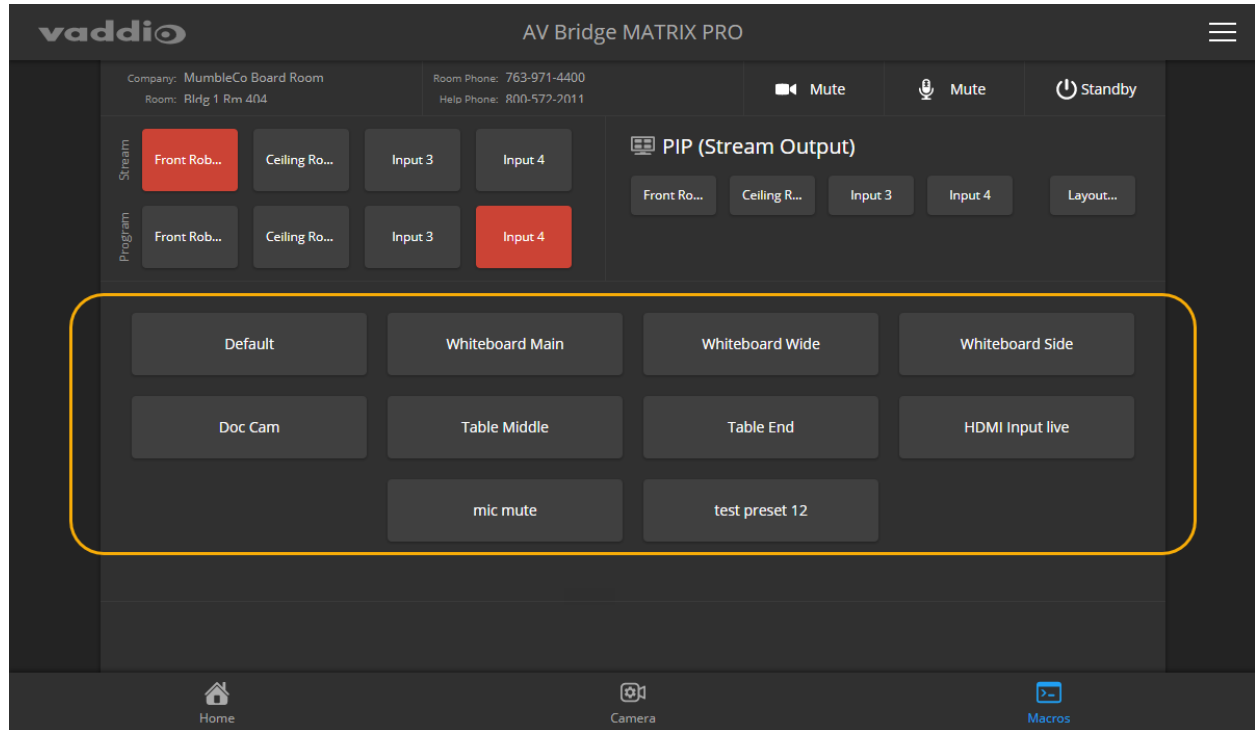 vaddio
AV Bridge MATRIX PRO
Company: MumbleCo Board Room
Room: Bldg 1 Rm 404
Room Phone: 763-971-4400
Help Phone: 800-572-2011
Mute
Mute
Standby
Stream
Front Rob...
Ceiling Ro...
Input 3
Input 4
Program
Front Rob...
Ceiling Ro...
Input 3
Input 4
PIP (Stream Output)
Front Ro...
Ceiling R...
Input 3
Input 4
Layout...
Default
Whiteboard Main
Whiteboard Wide
Whiteboard Side
Doc Cam
Table Middle
Table End
HDMI Input live
mic mute
test preset 12
Home
Camera
Macros